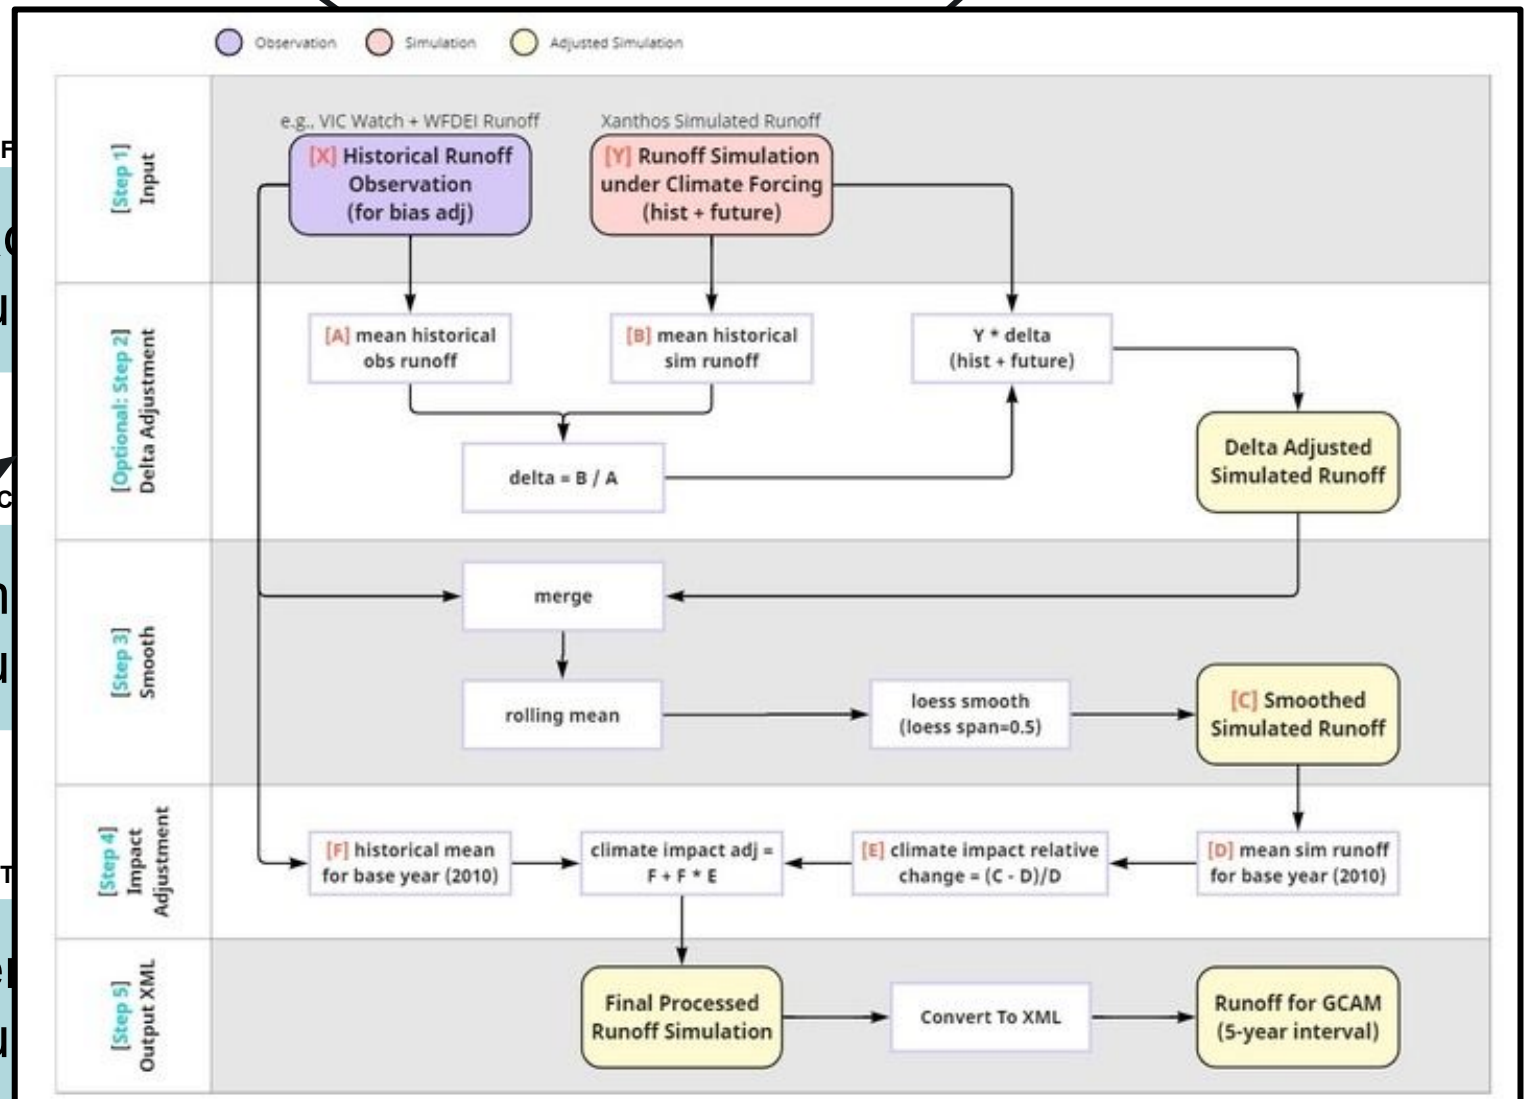 Observation
Simulation
Adjusted Simulation
[Step 1]
Input
e.g., VIC Watch + WFDEI Runoff
[X] Historical Runoff
Observation
(for bias adj)
Xanthos Simulated Runoff
[Y] Runoff Simulation
under Climate Forcing
(hist + future)
[Optional: Step 2]
Delta Adjustment
[A] mean historical
obs runoff
[B] mean historical
sim runoff
Y * delta
(hist + future)
delta = B / A
Delta Adjusted
Simulated Runoff
[Step 3]
Smooth
merge
rolling mean
loess smooth
(loess span=0.5)
[C] Smoothed
Simulated Runoff
[Step 4]
Impact
Adjustment
[F] historical mean
for base year (2010)
climate impact adj =
F + F * E
[E] climate impact relative
change = (C - D)/D
[D] mean sim runoff
for base year (2010)
[Step 5]
Output XML
Final Processed
Runoff Simulation
Convert To XML
Runoff for GCAM
(5-year interval)